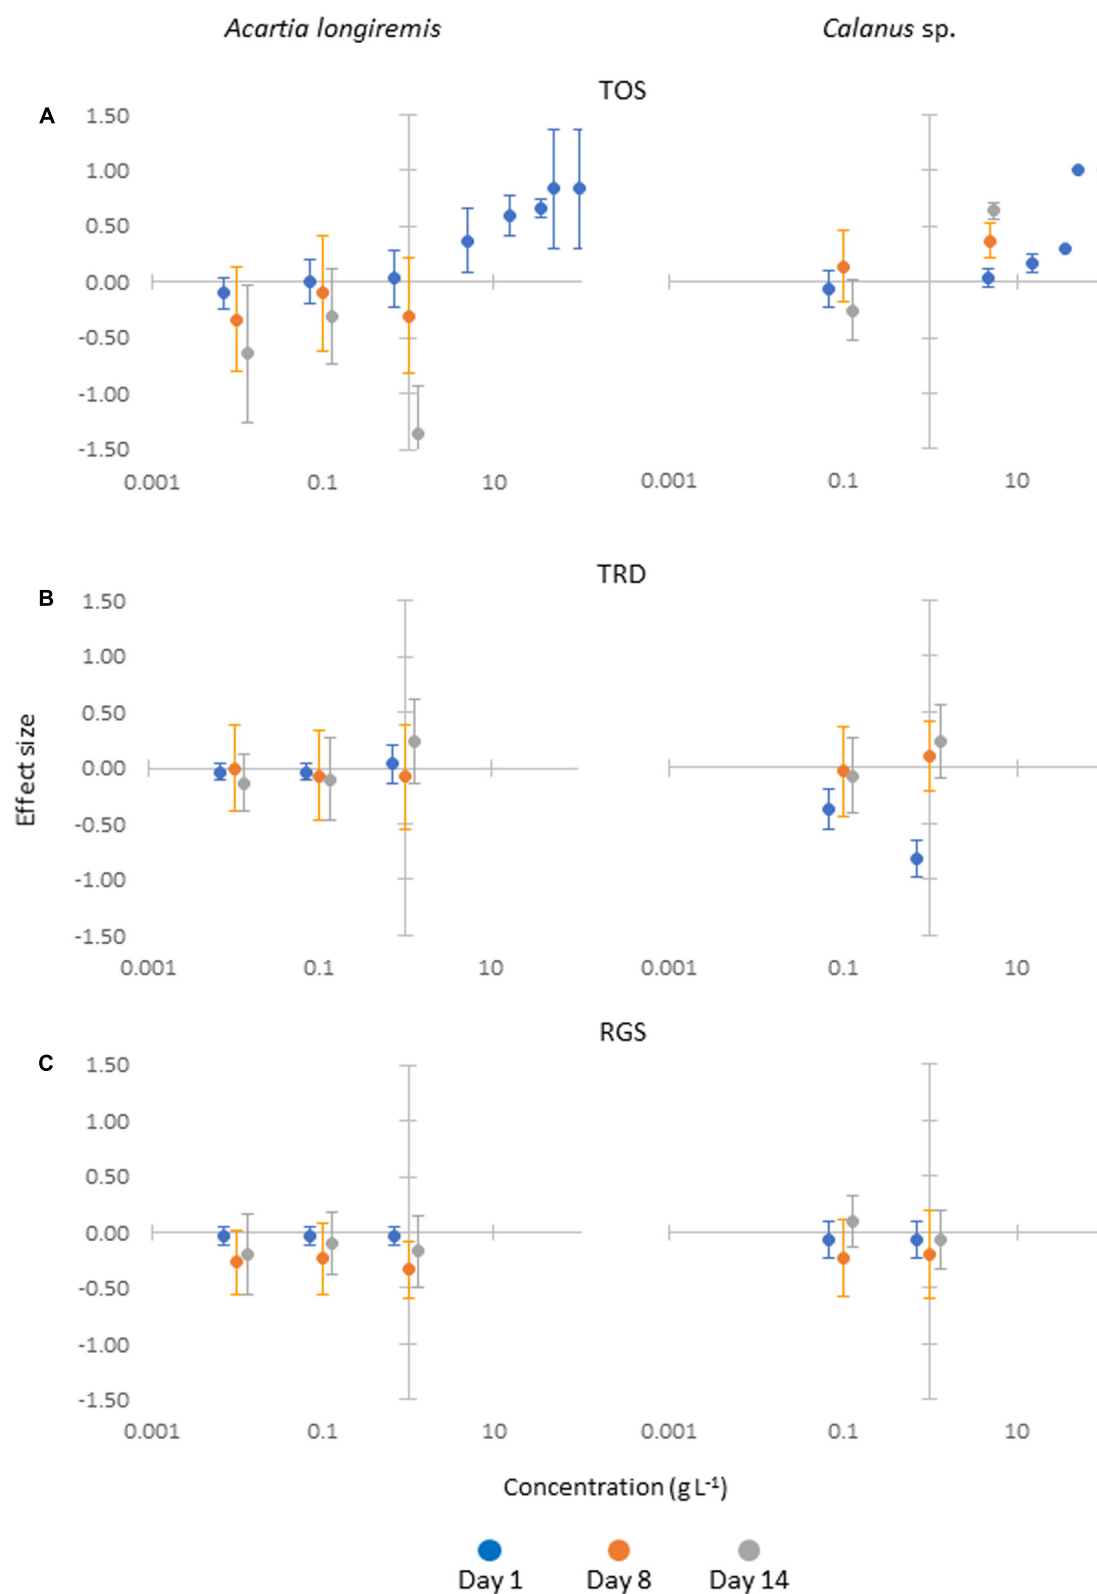 Acartia longiremis
Calanus sp.
TOS
A
1.50
1.00
0.50
0.00
-0.50
-1.00
-1.50
0.001 0.1 10 0.001 0.1 10
TRD
B
1.50
1.00
0.50
0.00
-0.50
-1.00
-1.50
0.001 0.1 10 0.001 0.1 10
Effect size
RGS
C
1.50
1.00
0.50
0.00
-0.50
-1.00
-1.50
0.001 0.1 10 0.001 0.1 10
Concentration (g L⁻¹)
Day 1 Day 8 Day 14